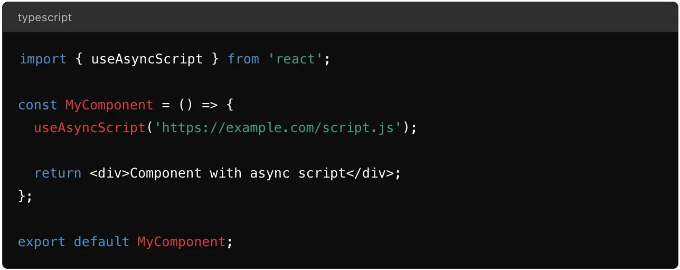 typescript
import { useAsyncScript } from 'react';
const MyComponent = () => {
useAsyncScript('https://example.com/script.js');
return <div>Component with async script</div>;
};
export default MyComponent;